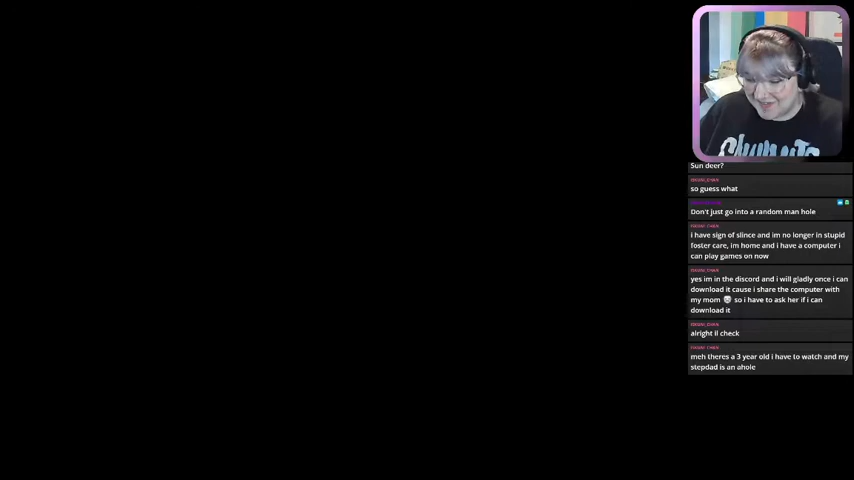 Sun deer?
so guess what
Don't just go into a random man hole
i have sign of slince and im no longer in stupid
foster care, im home and i have a computer i
can play games on now
yes im in the discord and i will gladly once i can
download it cause i share the computer with
my mom so i have to ask her if i can
download it
alright il check
meh theres a 3 year old i have to watch and my
stepdad is an ahole